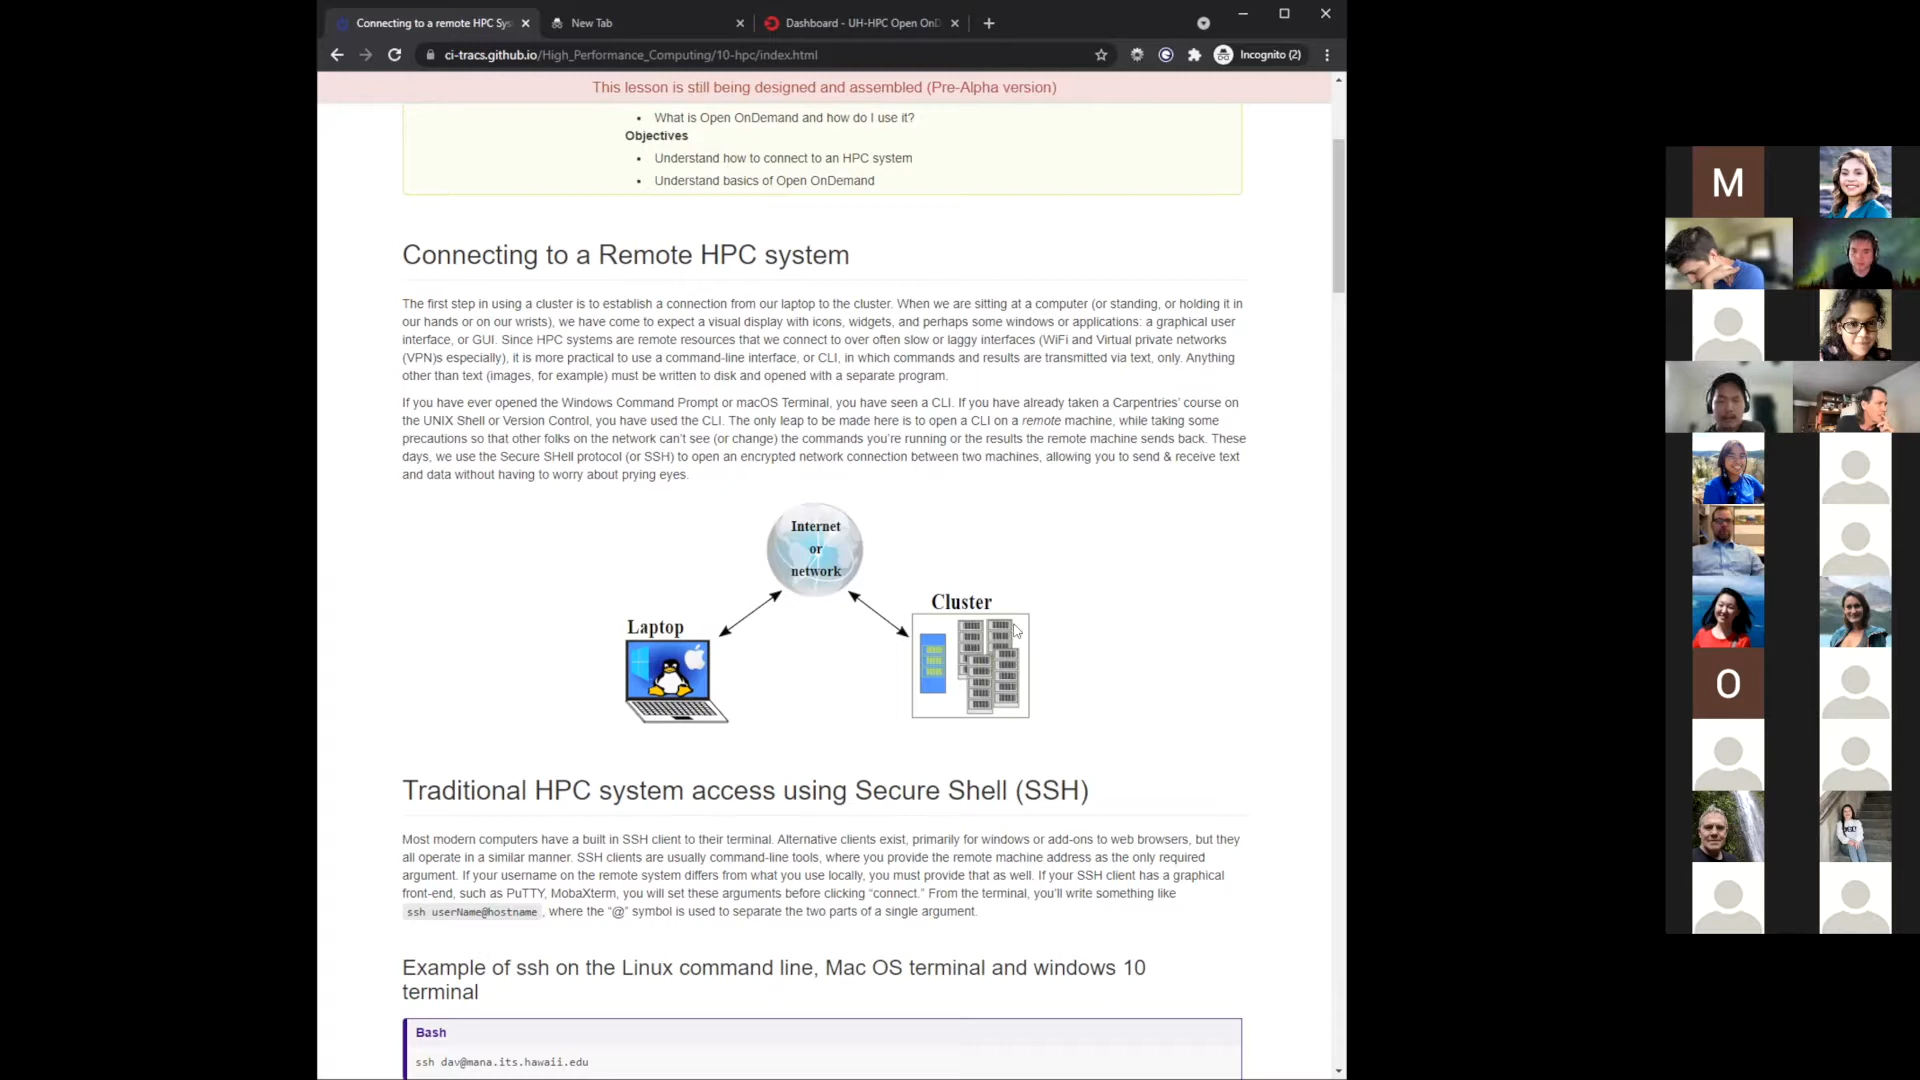 Connecting to a remote HPC Sys
New Tab
Dashboard - UH-HPC Open OnD
ci-tracs.github.io/High_Performance_Computing/10-hpc/index.html
Incognito (2)
This lesson is still being designed and assembled (Pre-Alpha version)
What is Open OnDemand and how do I use it?
Objectives
Understand how to connect to an HPC system
Understand basics of Open OnDemand
Connecting to a Remote HPC system
The first step in using a cluster is to establish a connection from our laptop to the cluster. When we are sitting at a computer (or standing, or holding it in
our hands or on our wrists), we have come to expect a visual display with icons, widgets, and perhaps some windows or applications: a graphical user
interface, or GUI. Since HPC systems are remote resources that we connect to over often slow or laggy interfaces (WiFi and Virtual private networks
(VPN)s especially), it is more practical to use a command-line interface, or CLI, in which commands and results are transmitted via text, only. Anything
other than text (images, for example) must be written to disk and opened with a separate program.
If you have ever opened the Windows Command Prompt or macOS Terminal, you have seen a CLI. If you have already taken a Carpentries' course on
the UNIX Shell or Version Control, you have used the CLI. The only leap to be made here is to open a CLI on a remote machine, while taking some
precautions so that other folks on the network can't see (or change) the commands you're running or the results the remote machine sends back. These
days, we use the Secure SHell protocol (or SSH) to open an encrypted network connection between two machines, allowing you to send & receive text
and data without having to worry about prying eyes.
Internet
or
network
Cluster
Laptop
Traditional HPC system access using Secure Shell (SSH)
Most modern computers have a built in SSH client to their terminal. Alternative clients exist, primarily for windows or add-ons to web browsers, but they
all operate in a similar manner. SSH clients are usually command-line tools, where you provide the remote machine address as the only required
argument. If your username on the remote system differs from what you use locally, you must provide that as well. If your SSH client has a graphical
front-end, such as PuTTY, MobaXterm, you will set these arguments before clicking “connect.” From the terminal, you'll write something like
ssh userName@hostname, where the “@” symbol is used to separate the two parts of a single argument.
Example of ssh on the Linux command line, Mac OS terminal and windows 10
terminal
Bash
ssh dav@mana.its.hawaii.edu
M
O